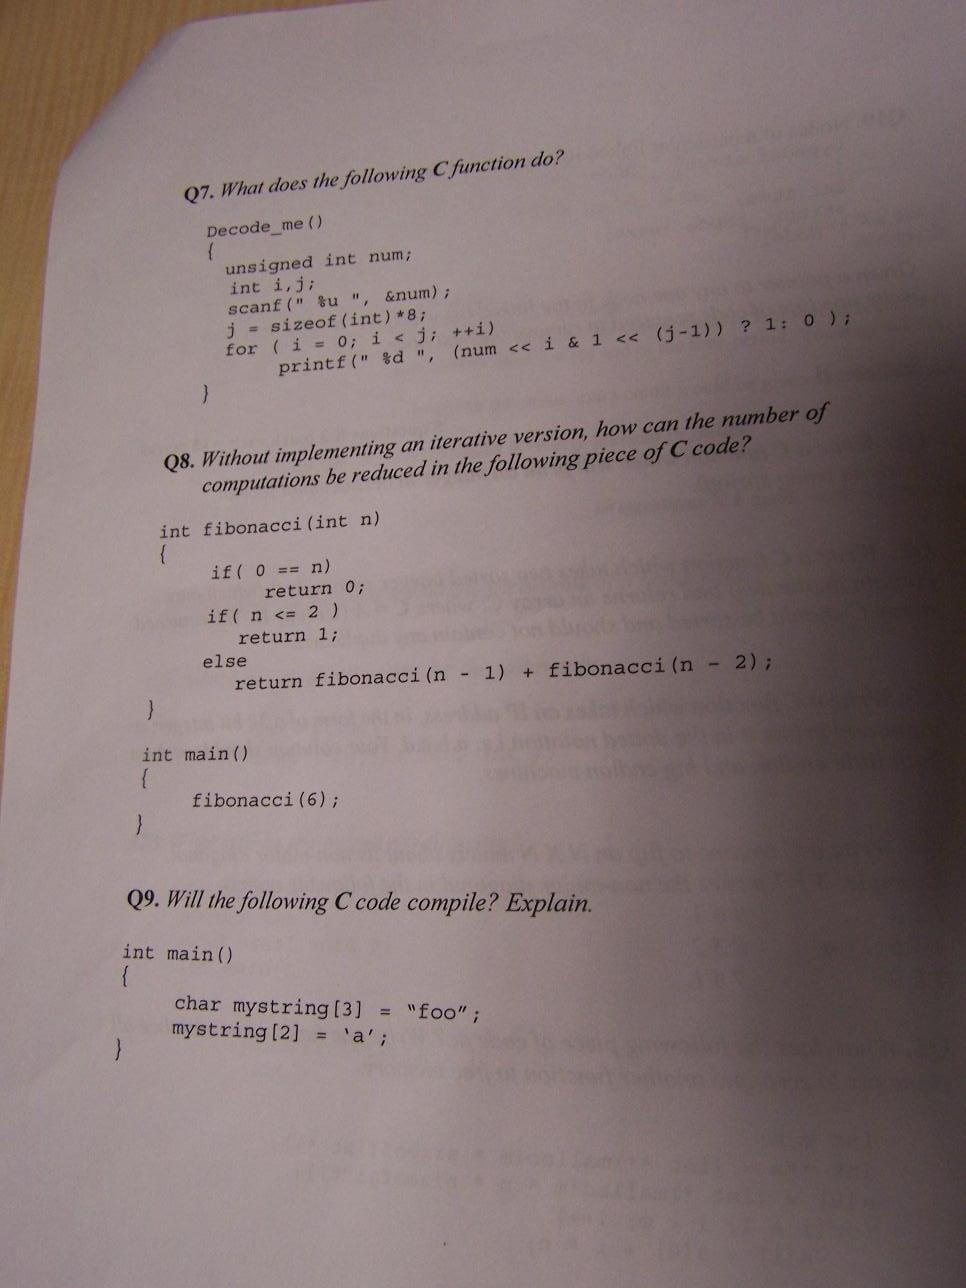 Q7. What does the following C function do?
Decode_me()
{
unsigned int num;
int i,j;
scanf(" %u ", &num);
j = sizeof(int)*8;
for ( i = 0; i < j; ++i)
printf(" %d ", (num << i & 1 << (j-1)) ? 1: 0 );
}
Q8. Without implementing an iterative version, how can the number of
computations be reduced in the following piece of C code?
int fibonacci(int n)
{
if( 0 == n)
return 0;
if( n <= 2 )
return 1;
else
return fibonacci(n - 1) + fibonacci(n - 2);
}
int main()
{
fibonacci(6);
}
Q9. Will the following C code compile? Explain.
int main()
{
char mystring[3] = “foo”;
mystring[2] = ‘a’;
}